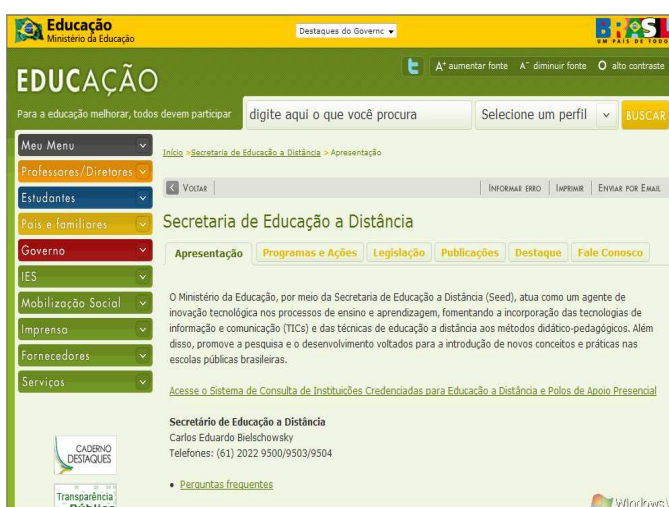 Educação
Ministério da Educação
Destaques do Governc
BRASIL
UM PAÍS DE TODO
EDUCAÇÃO
A+ aumentar fonte A- diminuir fonte alto contraste
Para a educação melhorar, todos devem participar
digite aqui o que você procura
Selecione um perfil
BUSCAR
Meu Menu
Professores/Diretores
Estudantes
Pais e familiares
Governo
IES
Mobilização Social
Imprensa
Fornecedores
Serviços
CADERNO
DESTAQUES
Transparência
Pública
Início >Secretaria de Educação a Distância > Apresentação
VOLTAR
INFORMAR ERRO IMPRIMIR ENVIAR POR EMAIL
Secretaria de Educação a Distância
Apresentação Programas e Ações Legislação Publicações Destaque Fale Conosco
O Ministério da Educação, por meio da Secretaria de Educação a Distância (Seed), atua como um agente de
inovação tecnológica nos processos de ensino e aprendizagem, fomentando a incorporação das tecnologias de
informação e comunicação (TICs) e das técnicas de educação a distância aos métodos didático-pedagógicos. Além
disso, promove a pesquisa e o desenvolvimento voltados para a introdução de novos conceitos e práticas nas
escolas públicas brasileiras.
Acesse o Sistema de Consulta de Instituições Credenciadas para Educação a Distância e Polos de Apoio Presencial
Secretário de Educação a Distância
Carlos Eduardo Bielschowsky
Telefones: (61) 2022 9500/9503/9504
• Perguntas frequentes
Windows